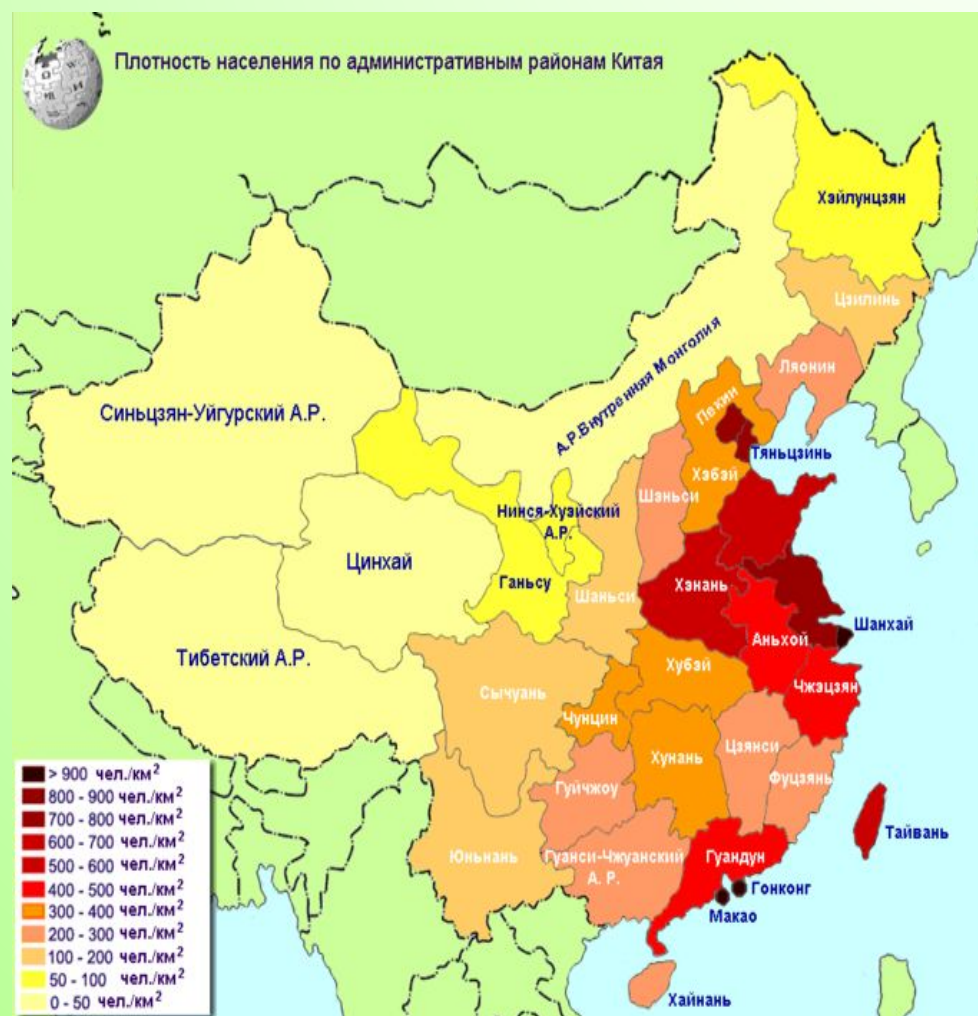 Плотность населения по административным районам Китая
Хэйлунцзян
Цзилинь
Ляонин
А.Р.Внутренняя Монголия
Синьцзян-Уйгурский А.Р.
Пекин
Тяньцзинь
Хэбэй
Шэньси
Нинся-Хуэйский
А.Р.
Цинхай
Ганьсу
Шаньси
Хэнань
Шанхай
Аньхой
Тибетский А.Р.
Хубэй
Чжэцзян
Сычуань
Чунцин
Хунань
Цзянси
Фуцзянь
Гуйчжоу
Тайвань
Юньнань
Гуанси-Чжуанский
А. Р.
Гуандун
Гонконг
Макао
Хайнань
> 900 чел./км²
800 - 900 чел./км²
700 - 800 чел./км²
600 - 700 чел./км²
500 - 600 чел./км²
400 - 500 чел./км²
300 - 400 чел./км²
200 - 300 чел./км²
100 - 200 чел./км²
50 - 100 чел./км²
0 - 50 чел./км²